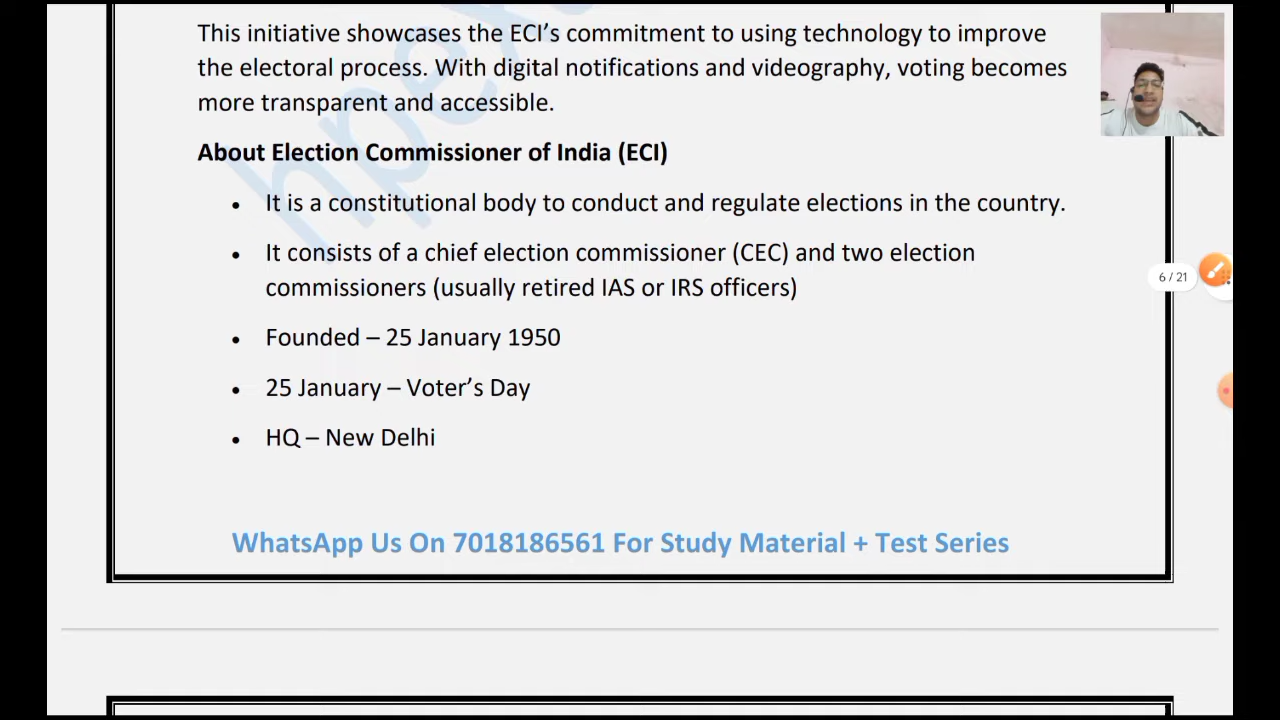 This initiative showcases the ECI’s commitment to using technology to improve
the electoral process. With digital notifications and videography, voting becomes
more transparent and accessible.
About Election Commissioner of India (ECI)
• It is a constitutional body to conduct and regulate elections in the country.
• It consists of a chief election commissioner (CEC) and two election
commissioners (usually retired IAS or IRS officers)
6 / 21
• Founded – 25 January 1950
• 25 January – Voter’s Day
• HQ – New Delhi
WhatsApp Us On 7018186561 For Study Material + Test Series